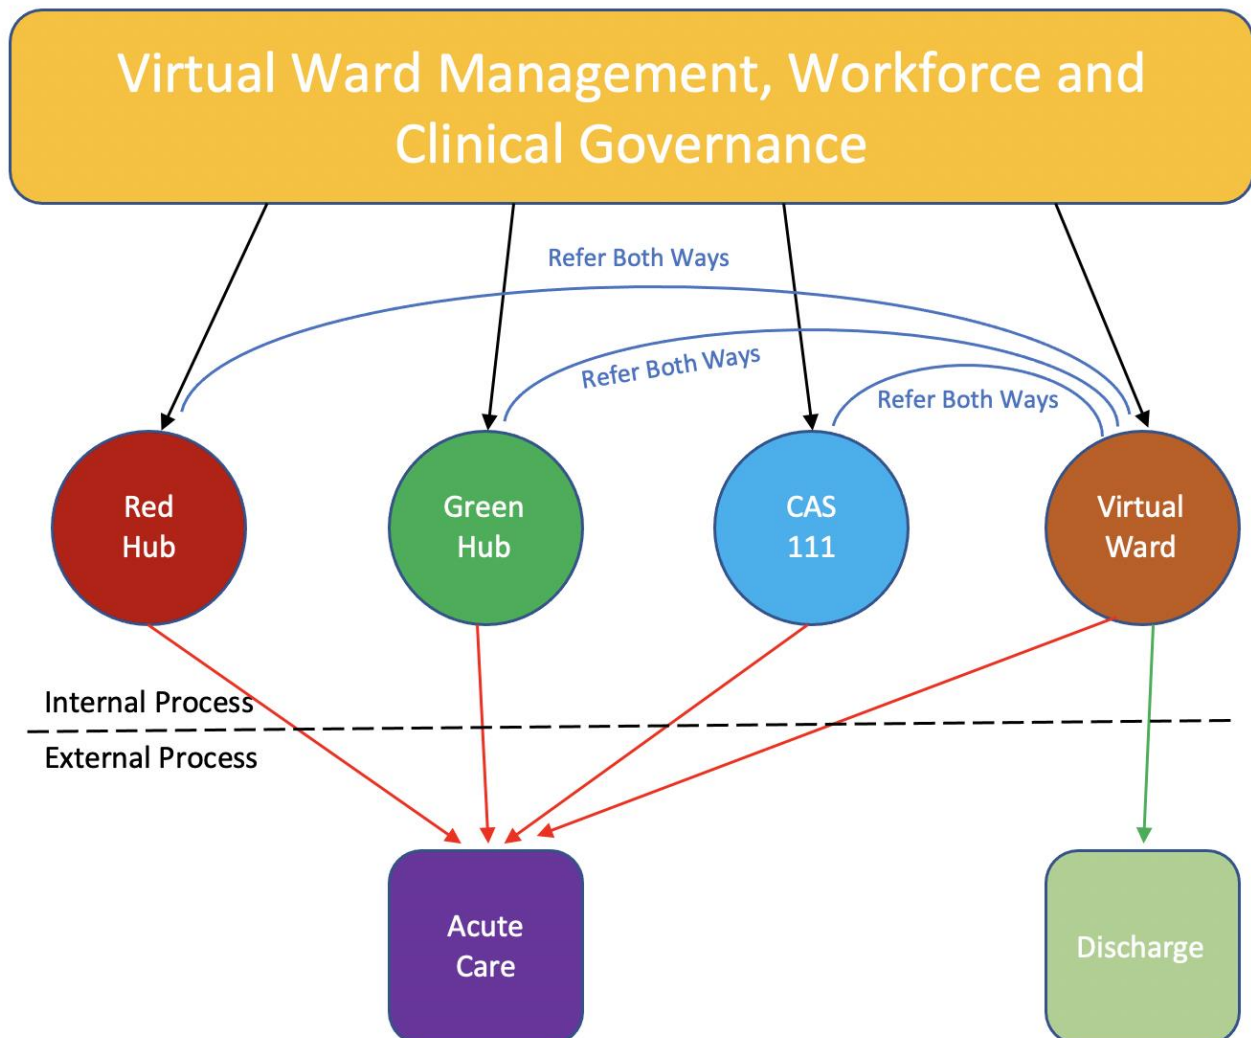 Virtual Ward Management, Workforce and
Clinical Governance
Refer Both Ways
Refer Both Ways
Refer Both Ways
Red
Hub
Green
Hub
CAS
111
Virtual
Ward
Internal Process
External Process
Acute
Care
Discharge